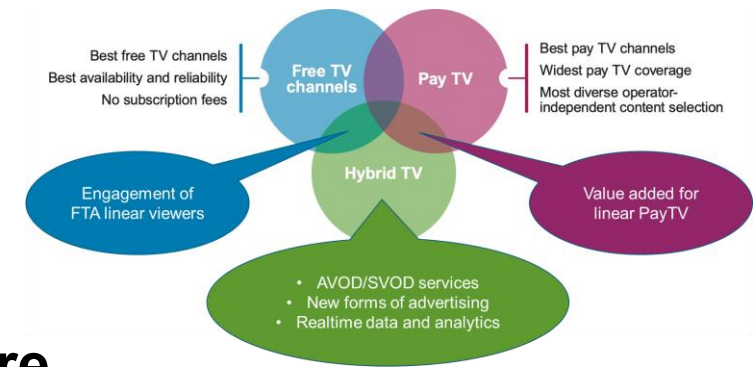 Best free TV channels
Best availability and reliability
No subscription fees
Free TV
channels
Pay TV
Best pay TV channels
Widest pay TV coverage
Most diverse operator-
independent content selection
Hybrid TV
Engagement of
FTA linear viewers
Value added for
linear PayTV
• AVOD/SVOD services
• New forms of advertising
• Realtime data and analytics
re